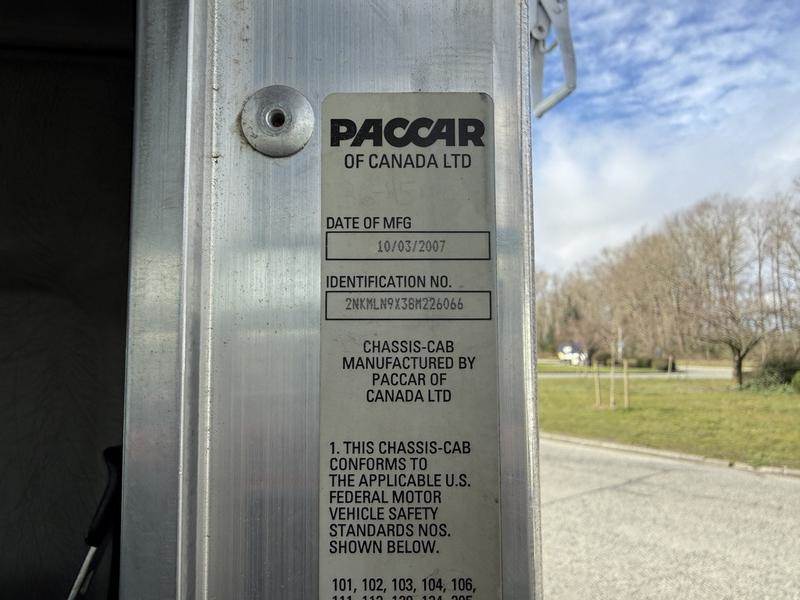 PACCAR
OF CANADA LTD
DATE OF MFG
10/03/2007
IDENTIFICATION NO.
2NKMLN9X38M226066
CHASSIS-CAB
MANUFACTURED BY
PACCAR OF
CANADA LTD
1. THIS CHASSIS-CAB
CONFORMS TO
THE APPLICABLE U.S.
FEDERAL MOTOR
VEHICLE SAFETY
STANDARDS NOS.
SHOWN BELOW.
101, 102, 103, 104, 106,